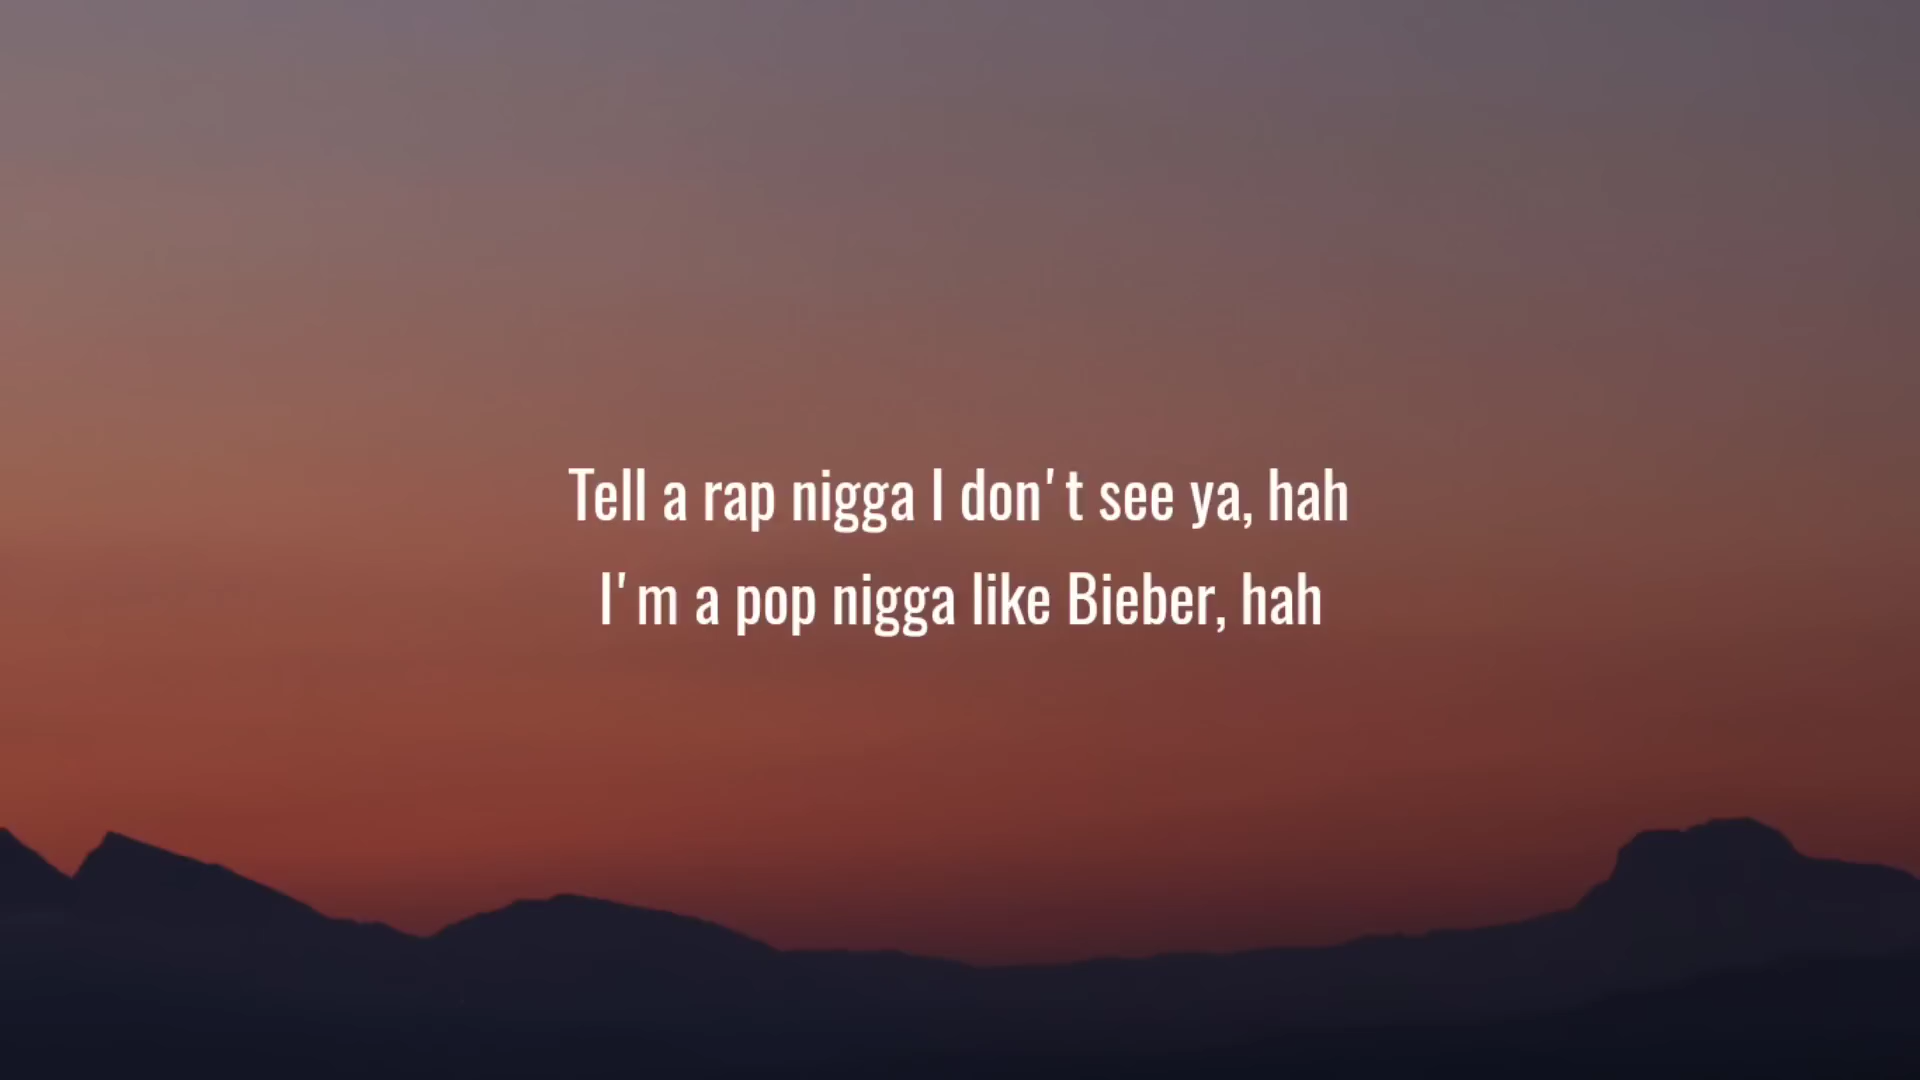 Tell a rap nigga I don't see ya, hah
I'm a pop nigga like Bieber, hah